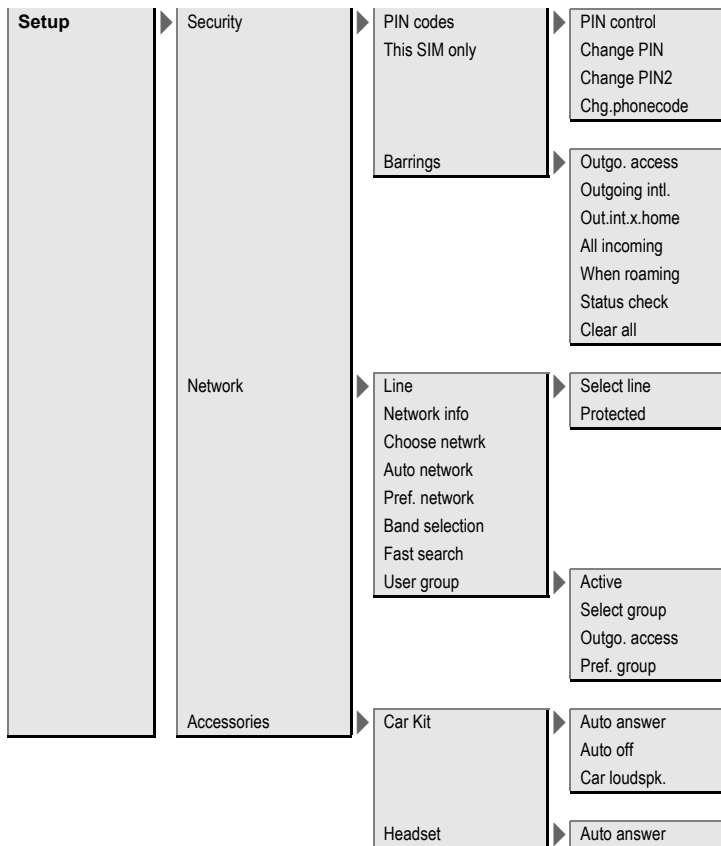 Setup
Security
PIN codes
PIN control
This SIM only
Change PIN
Change PIN2
Chg.phonecode
Barrings
Outgo. access
Outgoing intl.
Out.int.x.home
All incoming
When roaming
Status check
Clear all
Network
Line
Select line
Network info
Protected
Choose netwrk
Auto network
Pref. network
Band selection
Fast search
User group
Active
Select group
Outgo. access
Pref. group
Accessories
Car Kit
Auto answer
Auto off
Car loudspk.
Headset
Auto answer